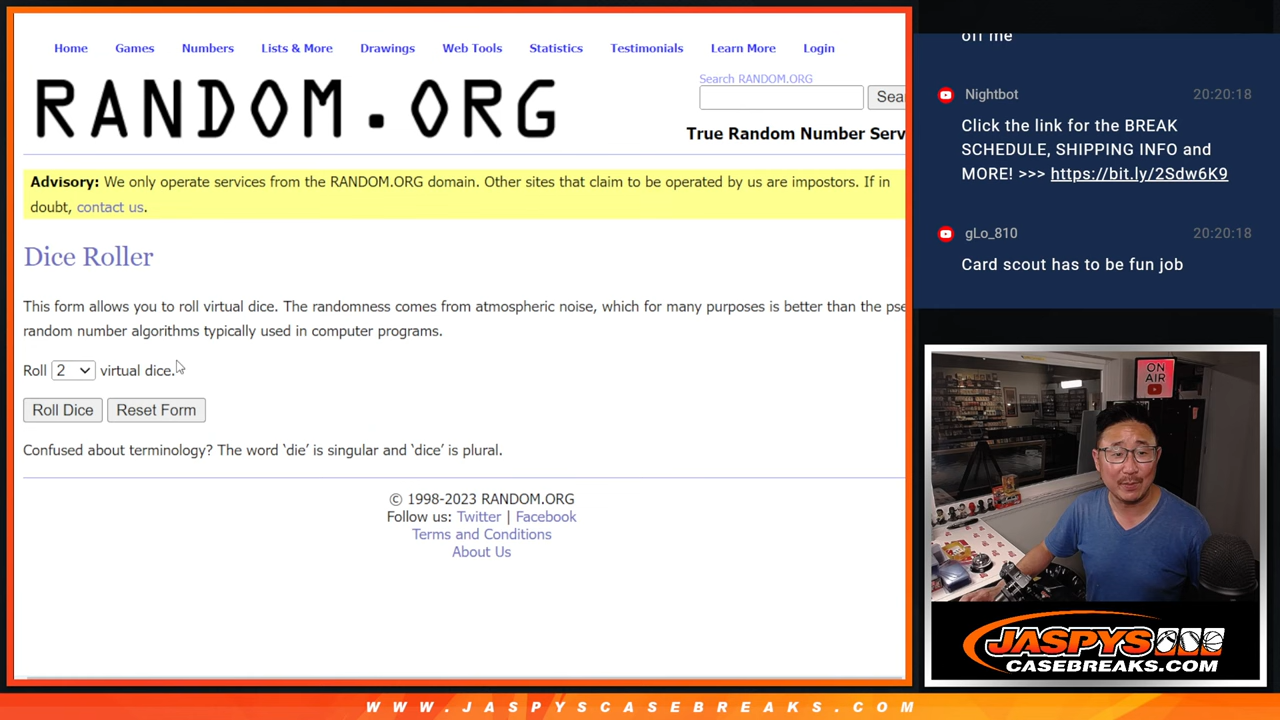 Home Games Numbers Lists & More Drawings Web Tools Statistics Testimonials Learn More Login
RANDOM.ORG
Search RANDOM.ORG
Sear
True Random Number Serv
Advisory: We only operate services from the RANDOM.ORG domain. Other sites that claim to be operated by us are impostors. If in
doubt, contact us.
Dice Roller
This form allows you to roll virtual dice. The randomness comes from atmospheric noise, which for many purposes is better than the pse
random number algorithms typically used in computer programs.
Roll 2 virtual dice.
Roll Dice Reset Form
Confused about terminology? The word ‘die’ is singular and ‘dice’ is plural.
© 1998-2023 RANDOM.ORG
Follow us: Twitter | Facebook
Terms and Conditions
About Us
off me
Nightbot 20:20:18
Click the link for the BREAK
SCHEDULE, SHIPPING INFO and
MORE! >>> https://bit.ly/2Sdw6K9
gLo_810 20:20:18
Card scout has to be fun job
ON
AIR
JASPYS
CASEBREAKS.COM
WWW.JASPYSCASEBREAKS.COM